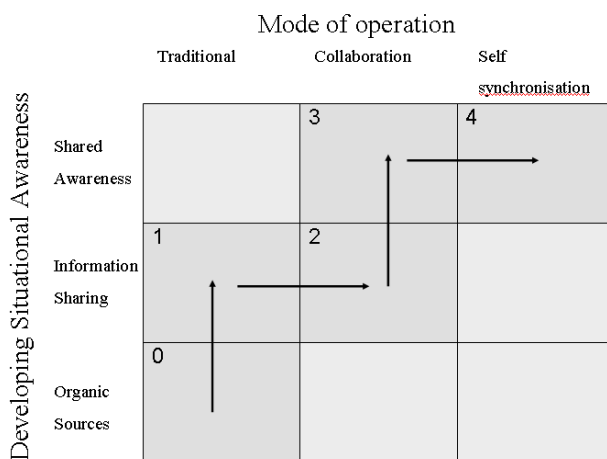 Mode of operation
Traditional
Collaboration
Self
synchronisation
Developing Situational Awareness
3
4
Shared
Awareness
1
2
Information
Sharing
0
Organic
Sources